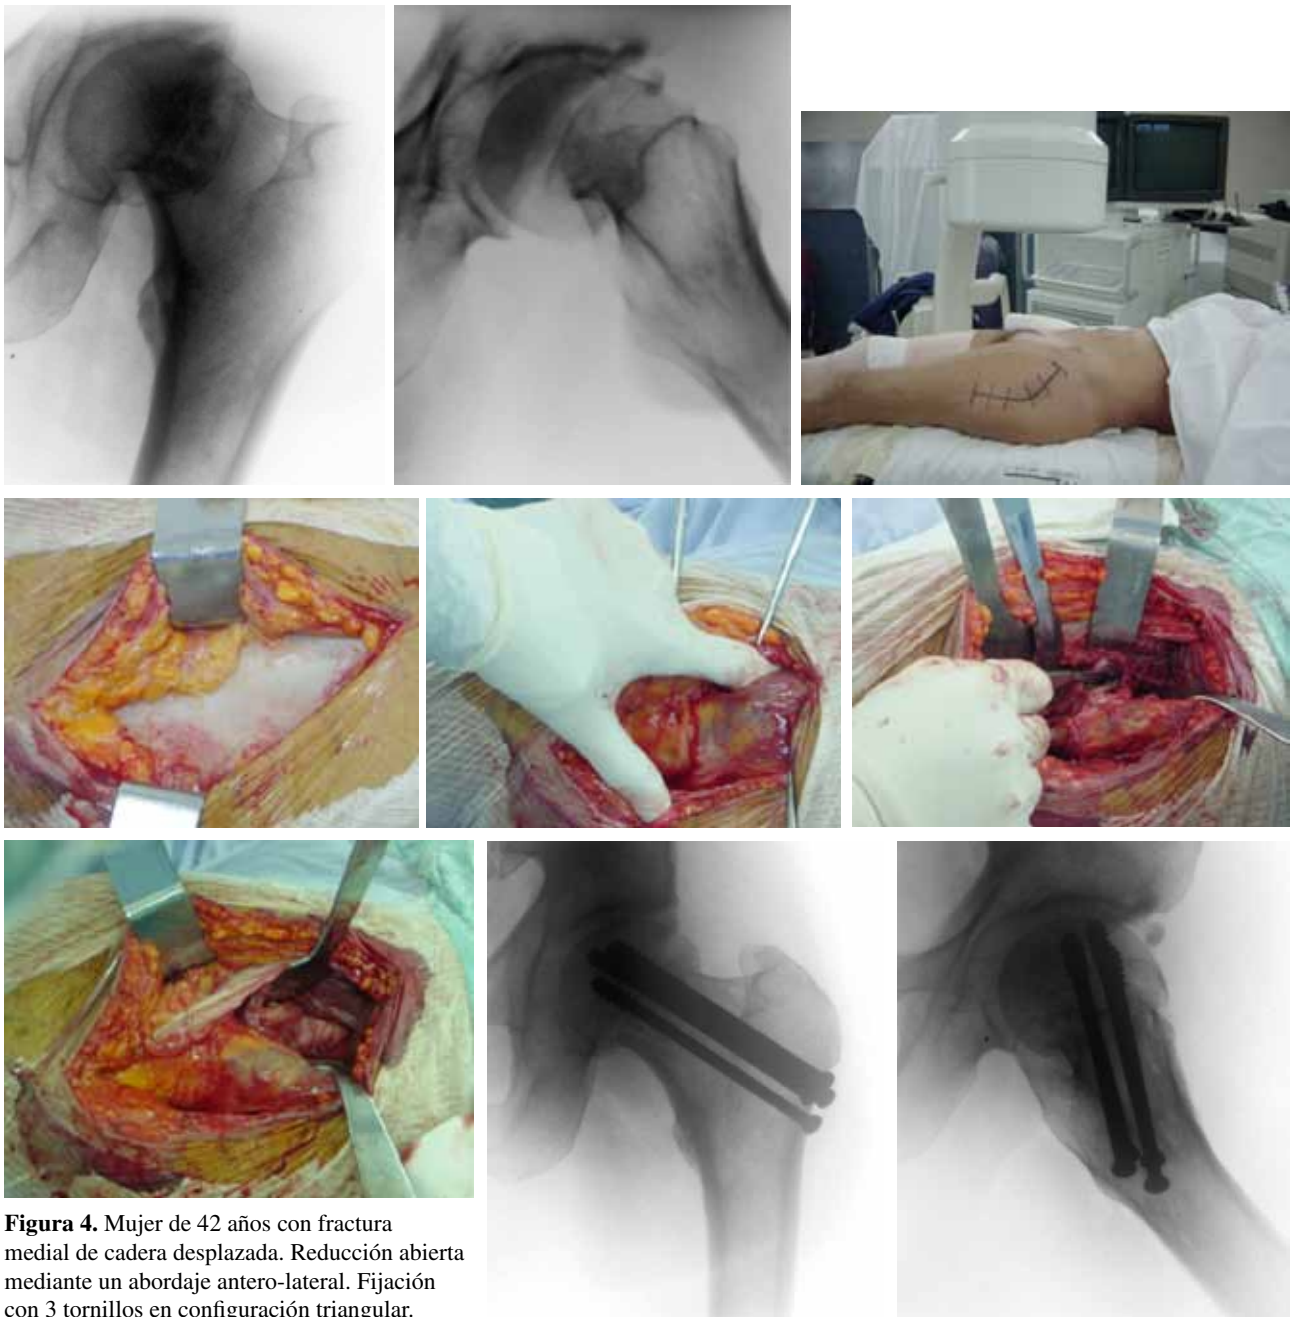 Figura 4. Mujer de 42 años con fractura
medial de cadera desplazada. Reducción abierta
mediante un abordaje antero-lateral. Fijación
con 3 tornillos en configuración triangular.